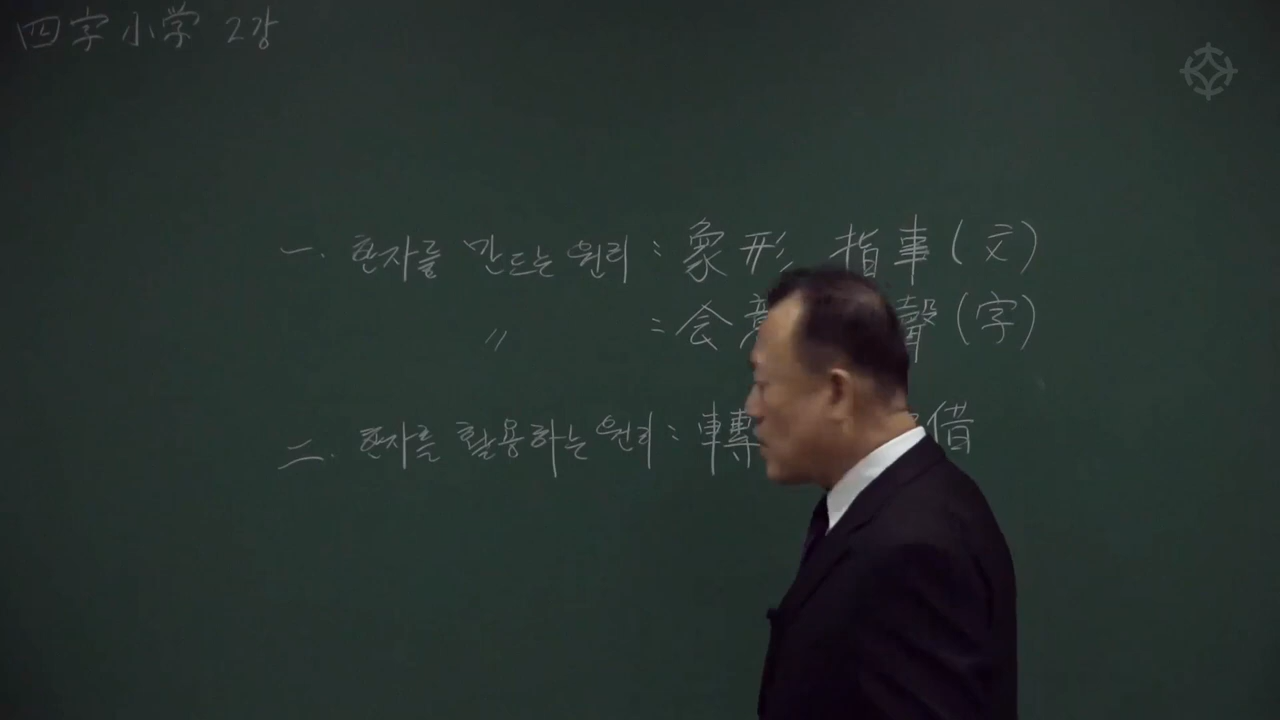 四字小学 2강
一. 한자를 만드는 원리 : 象形 指事(文)
〃 : 会意 聲(字)
二. 한자를 활용하는 원리 : 轉 借